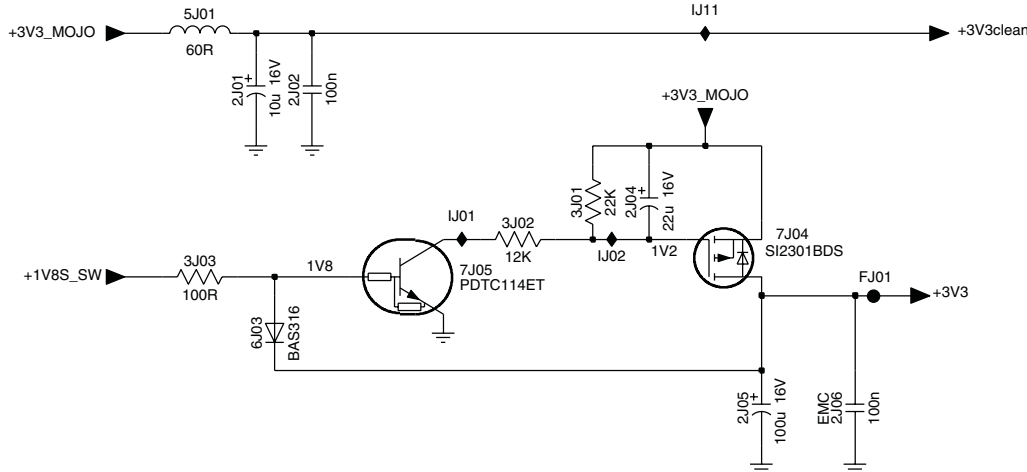 5J01
IJ11
+3V3_MOJO
+3V3clean
60R
2J01
10u 16V
2J02
100n
+3V3_MOJO
3J01
22K
2J04
22u 16V
IJ01
3J02
12K
IJ02
1V2
7J04
SI2301BDS
+1V8S_SW
3J03
100R
1V8
7J05
PDTC114ET
FJ01
+3V3
6J03
BAS316
2J05
100u 16V
EMC
2J06
100n
+
+
+